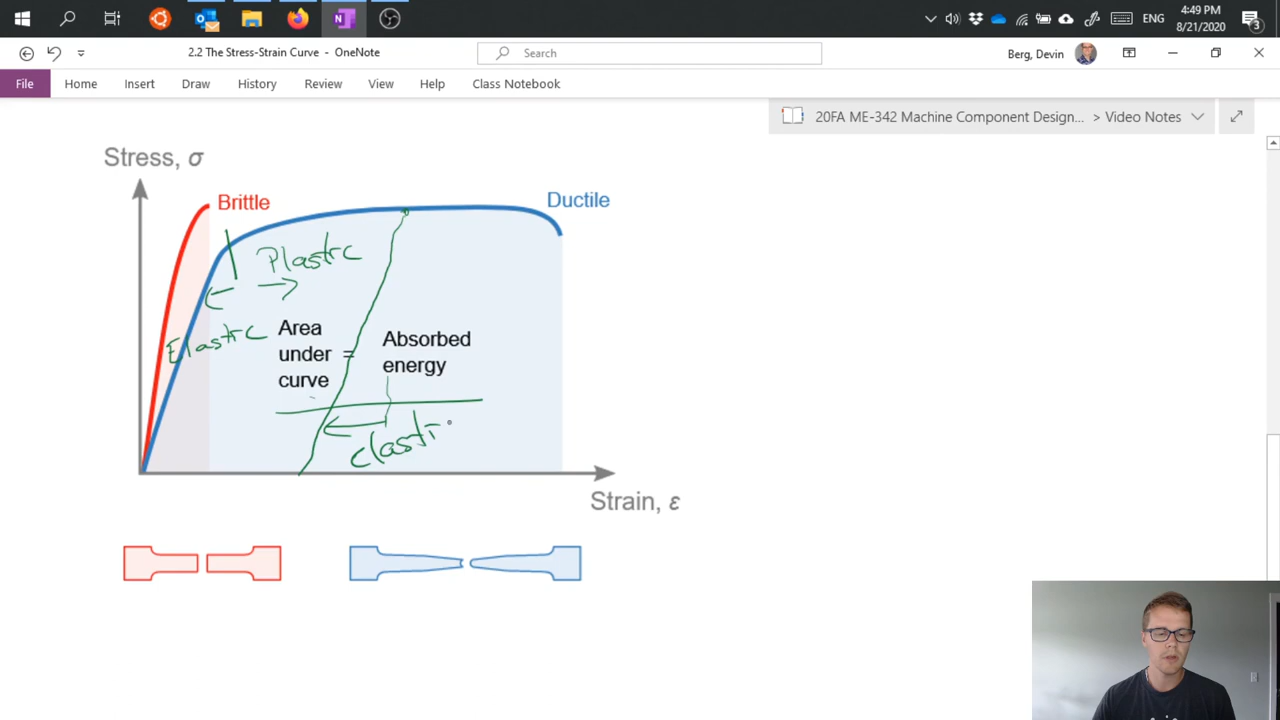 4:49 PM
ENG
8/21/2020
3
2.2 The Stress-Strain Curve - OneNote
Search
Berg, Devin
File Home Insert Draw History Review View Help Class Notebook
20FA ME-342 Machine Component Design... > Video Notes
Stress, σ
Brittle
Ductile
Plastic
Elastic
Area under curve
=
Absorbed energy
elasti
Strain, ε